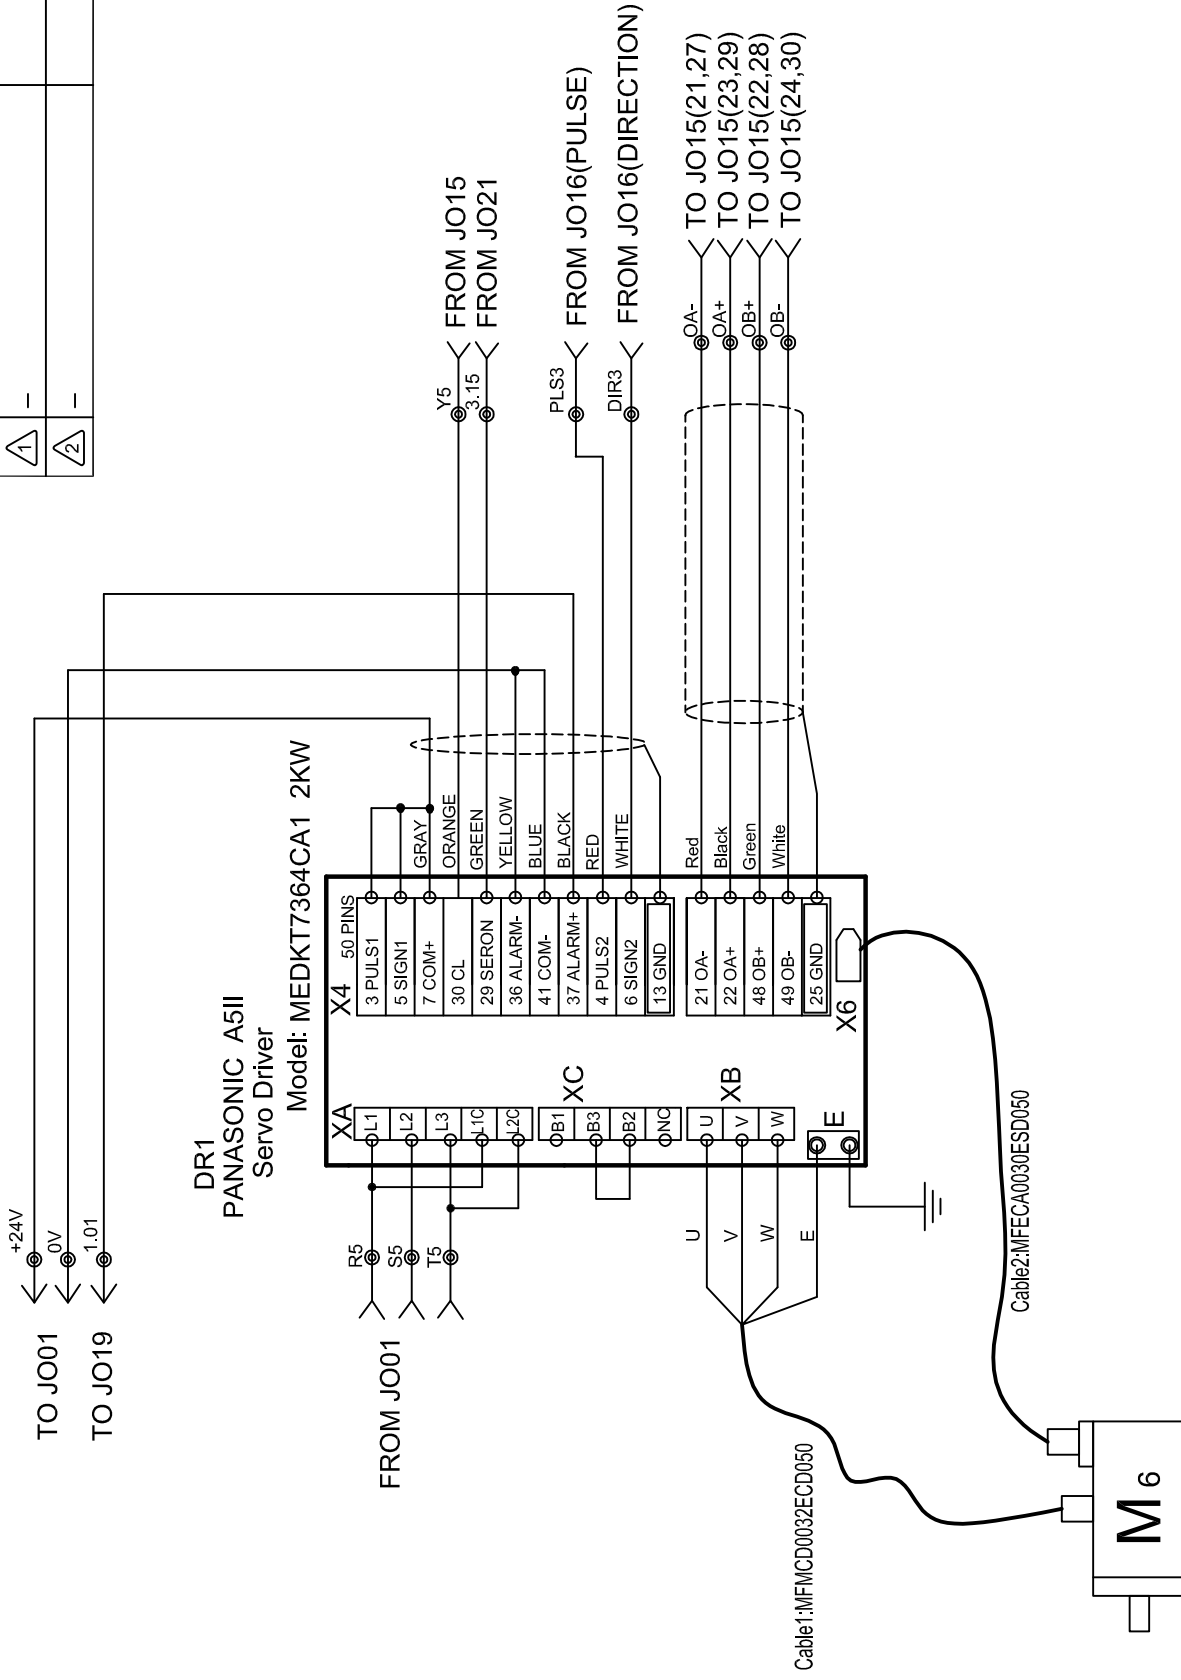 1 –
2 –
+24V
0V
1.01
TO JO01
TO JO19
DR1
PANASONIC A5II
Servo Driver
Model: MEDKT7364CA1 2KW
FROM JO01
R5
S5
T5
XA
L1
L2
L3
L1C
L2C
XC
B1
B3
B2
NC
XB
U
V
W
E
U
V
W
E
X4
50 PINS
3 PULS1
5 SIGN1
7 COM+
30 CL
29 SERON
36 ALARM-
41 COM-
37 ALARM+
4 PULS2
6 SIGN2
13 GND
21 OA-
22 OA+
48 OB+
49 OB-
25 GND
X6
GRAY
ORANGE
GREEN
YELLOW
BLUE
BLACK
RED
WHITE
Red
Black
Green
White
Y5
3.15
PLS3
DIR3
OA-
OA+
OB+
OB-
FROM JO15
FROM JO21
FROM JO16(PULSE)
FROM JO16(DIRECTION)
TO JO15(21,27)
TO JO15(23,29)
TO JO15(22,28)
TO JO15(24,30)
Cable1:MFMCD0032ECD050
Cable2:MFECA0030ESD050
M 6